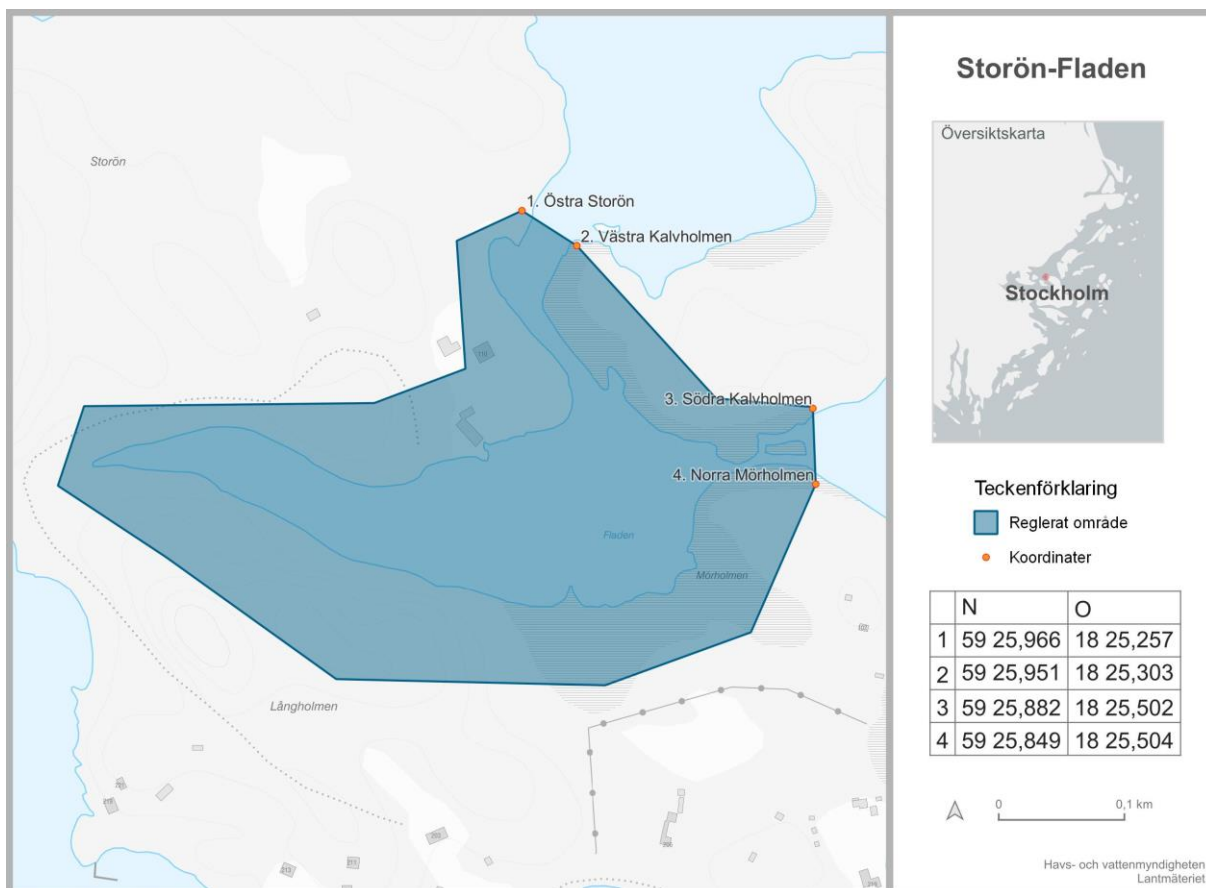 Storön-Fladen
Översiktskarta
Stockholm
Teckenförklaring
Reglerat område
Koordinater
N O
1 59 25,966 18 25,257
2 59 25,951 18 25,303
3 59 25,882 18 25,502
4 59 25,849 18 25,504
0 0,1 km
Havs- och vattenmyndigheten
Lantmäteriet
Storön
1. Östra Storön
2. Västra Kalvholmen
3. Södra Kalvholmen
4. Norra Mörholmen
Fladen
Mörholmen
Långholmen